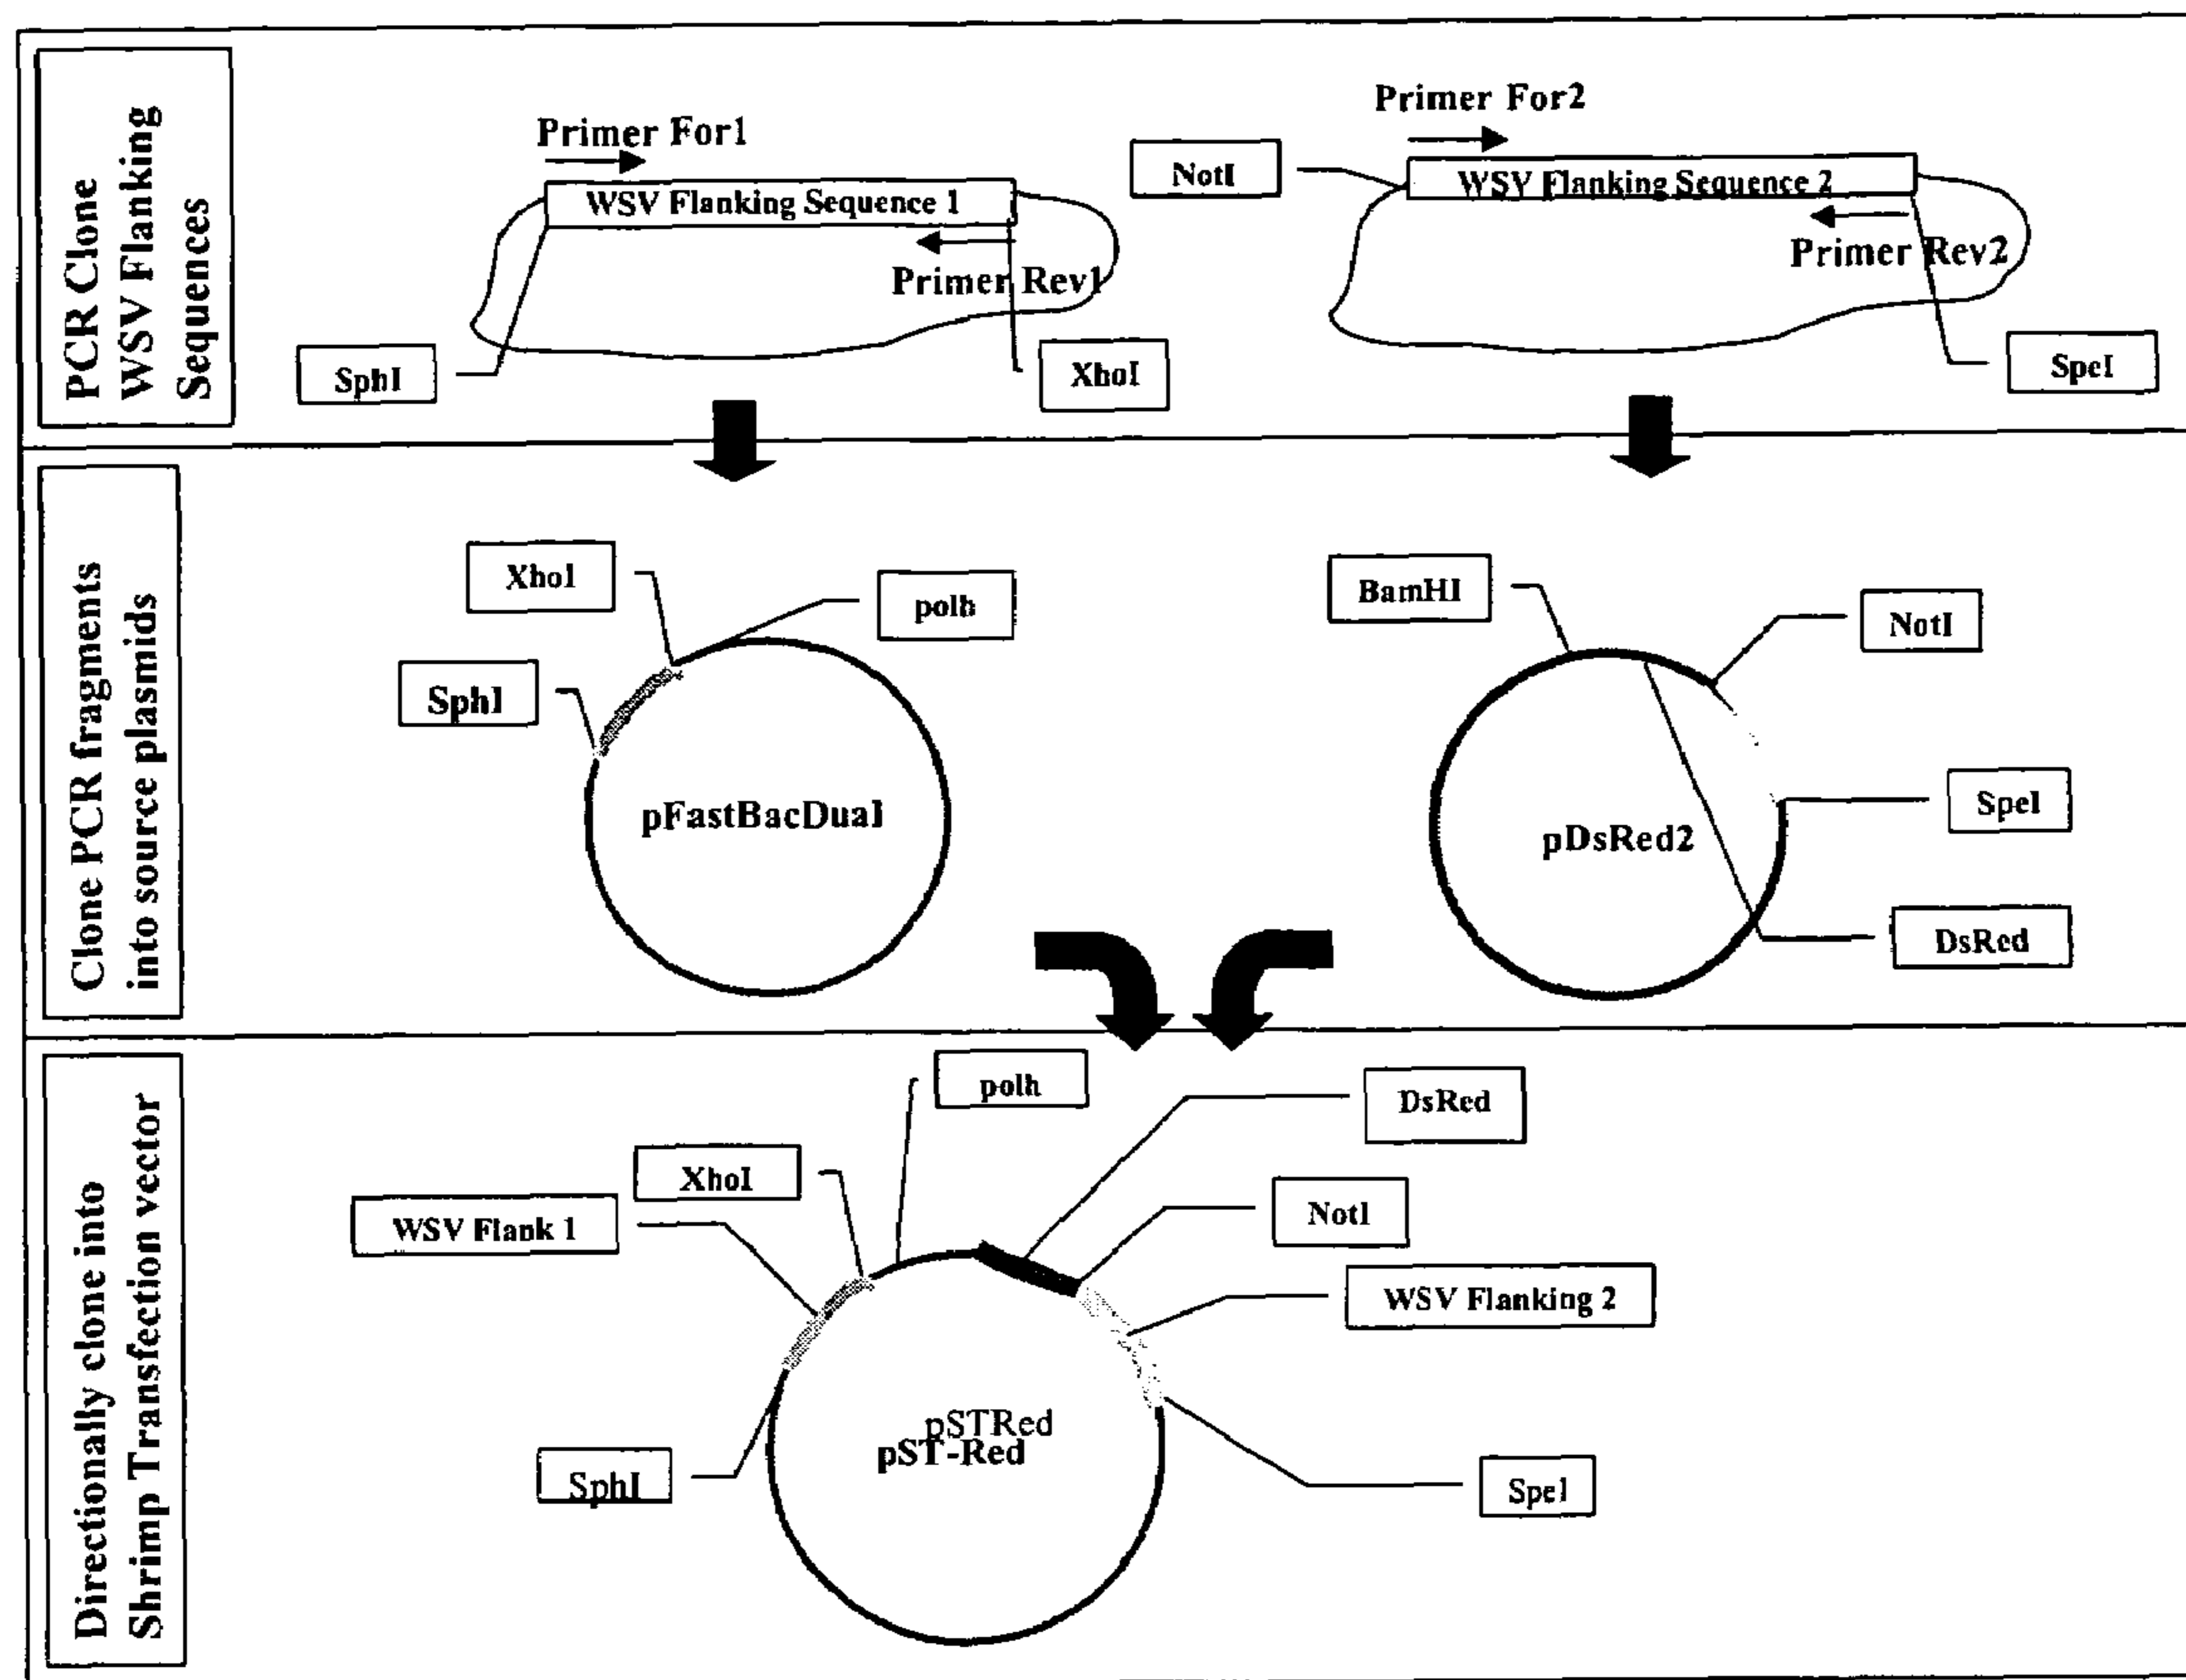 PCR Clone
WSV Flanking
Sequences
Primer For1
WSV Flanking Sequence 1
Primer Rev1
SphI
XhoI
Primer For2
NotI
WSV Flanking Sequence 2
Primer Rev2
SpeI
Clone PCR fragments
into source plasmids
XhoI
polh
SphI
pFastBacDual
BamHI
NotI
SpeI
pDsRed2
DsRed
Directionally clone into
Shrimp Transfection vector
polh
DsRed
XhoI
NotI
WSV Flank 1
WSV Flanking 2
pSTRed
pST-Red
SphI
SpeI